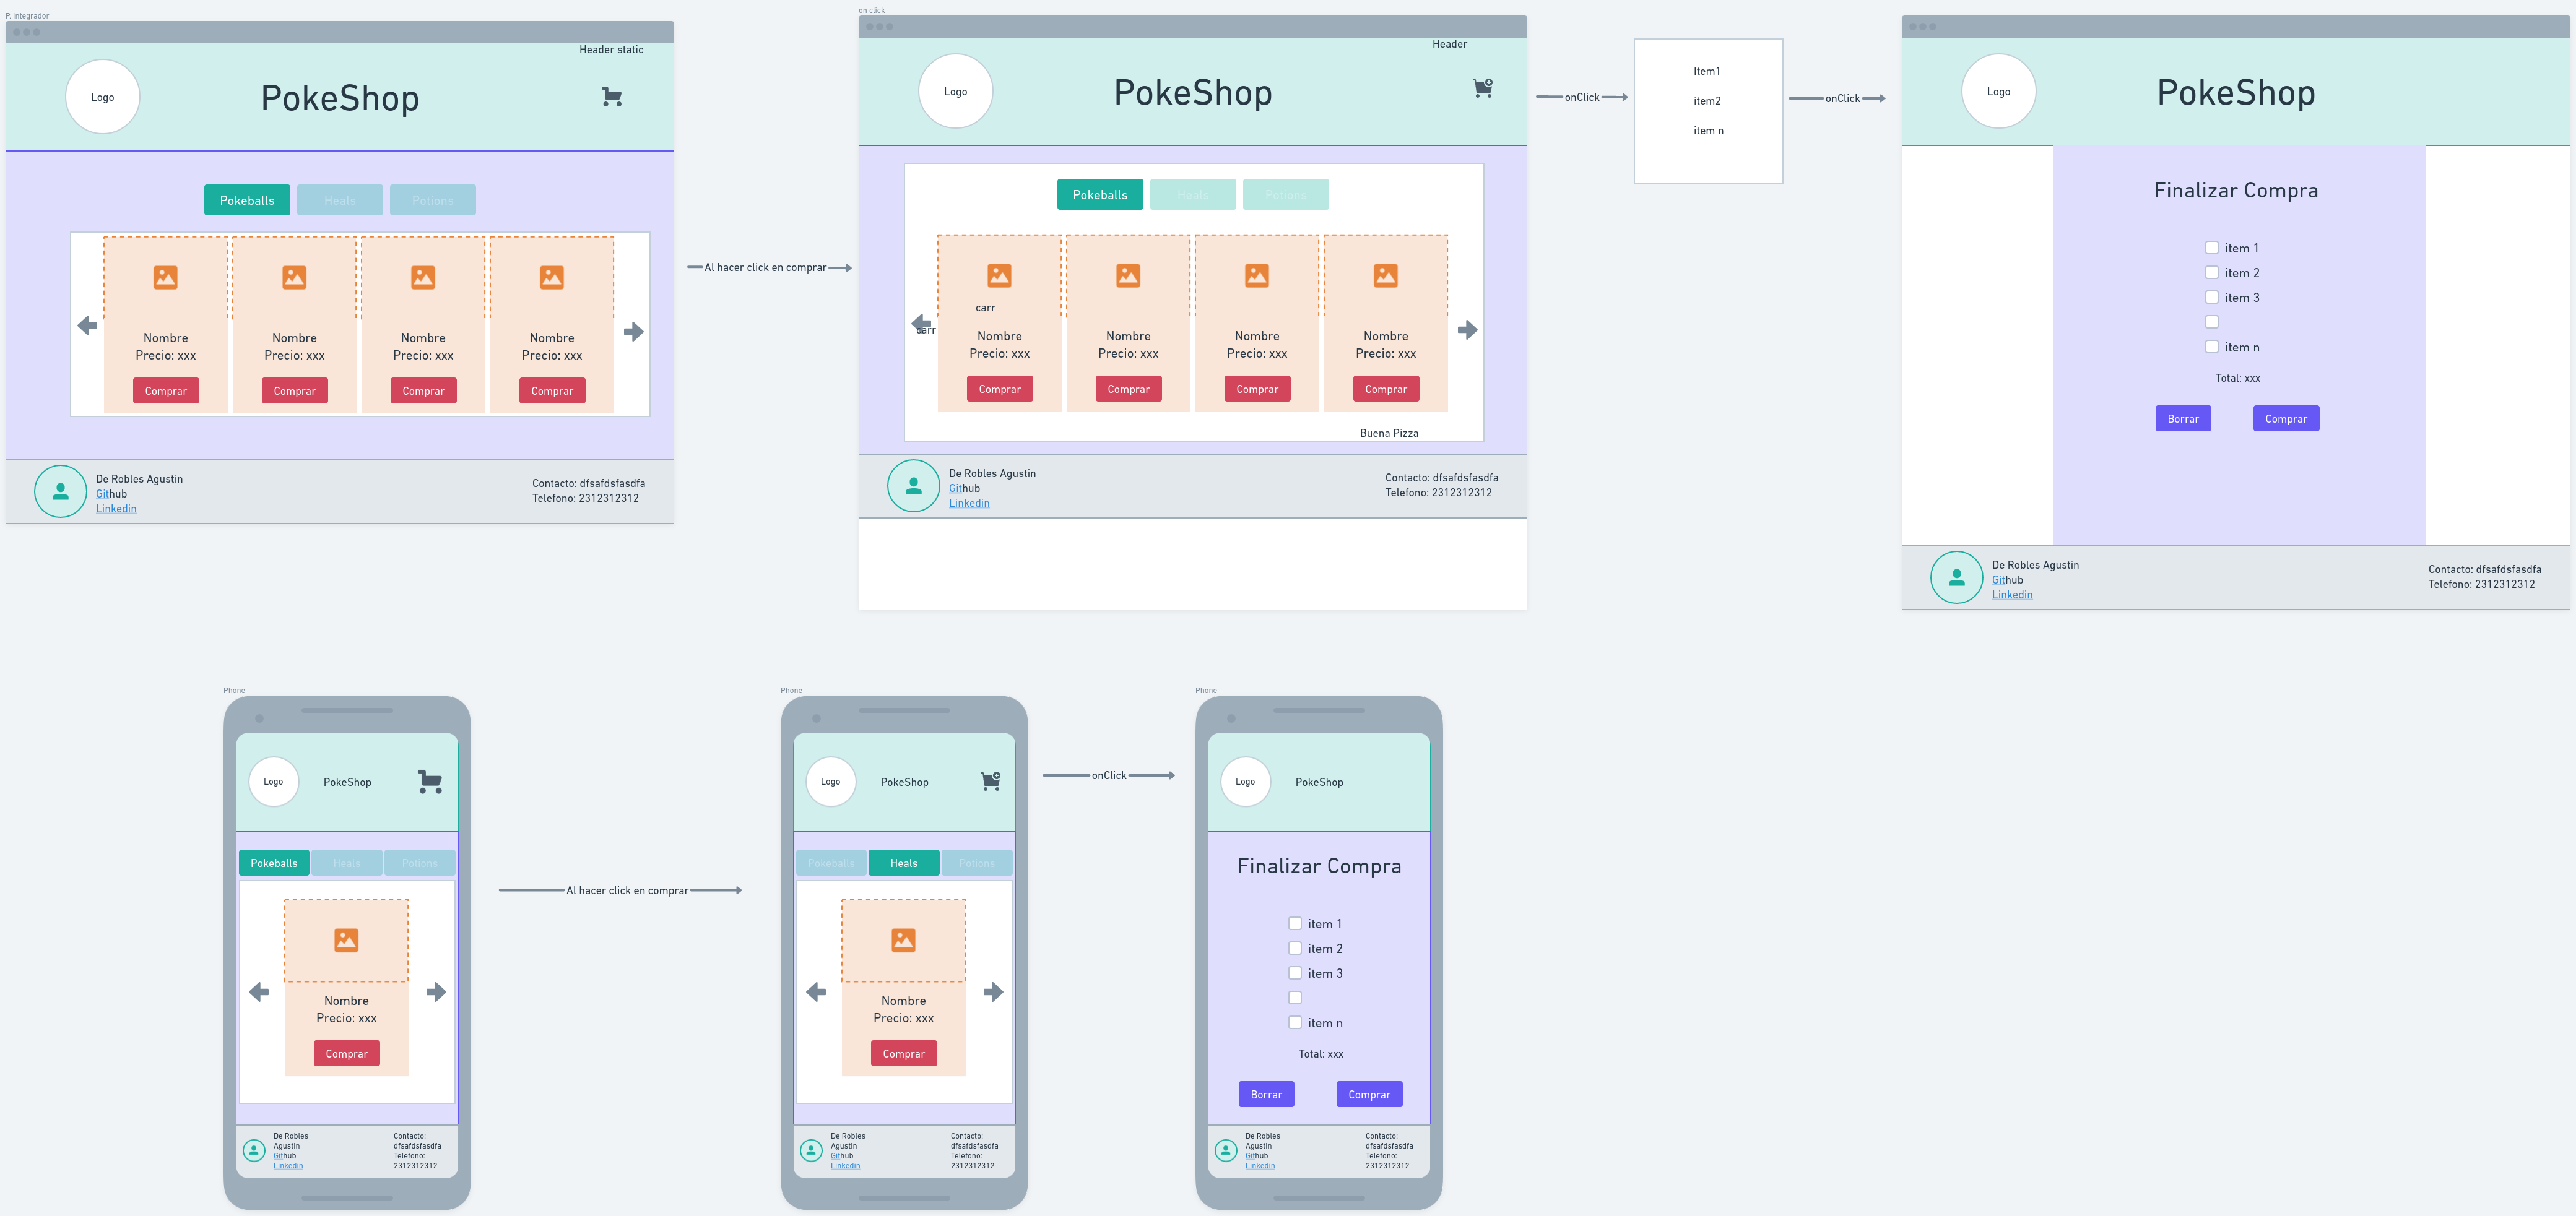 P. Integrador
Header static
Logo
PokeShop
Pokeballs
Heals
Potions
Nombre
Precio: xxx
Comprar
Nombre
Precio: xxx
Comprar
Nombre
Precio: xxx
Comprar
Nombre
Precio: xxx
Comprar
De Robles Agustin
Github
Linkedin
Contacto: dfsafdsfasdfa
Telefono: 2312312312
Al hacer click en comprar
on click
Header
Logo
PokeShop
Pokeballs
Heals
Potions
carr
carr
Nombre
Precio: xxx
Comprar
Nombre
Precio: xxx
Comprar
Nombre
Precio: xxx
Comprar
Nombre
Precio: xxx
Comprar
Buena Pizza
De Robles Agustin
Github
Linkedin
Contacto: dfsafdsfasdfa
Telefono: 2312312312
onClick
Item1
item2
item n
onClick
Logo
PokeShop
Finalizar Compra
item 1
item 2
item 3
item n
Total: xxx
Borrar
Comprar
De Robles Agustin
Github
Linkedin
Contacto: dfsafdsfasdfa
Telefono: 2312312312
Phone
Logo
PokeShop
Pokeballs
Heals
Potions
Nombre
Precio: xxx
Comprar
De Robles
Agustin
Github
Linkedin
Contacto:
dfsafdsfasdfa
Telefono:
2312312312
Al hacer click en comprar
Phone
Logo
PokeShop
Pokeballs
Heals
Potions
Nombre
Precio: xxx
Comprar
De Robles
Agustin
Github
Linkedin
Contacto:
dfsafdsfasdfa
Telefono:
2312312312
onClick
Phone
Logo
PokeShop
Finalizar Compra
item 1
item 2
item 3
item n
Total: xxx
Borrar
Comprar
De Robles
Agustin
Github
Linkedin
Contacto:
dfsafdsfasdfa
Telefono:
2312312312